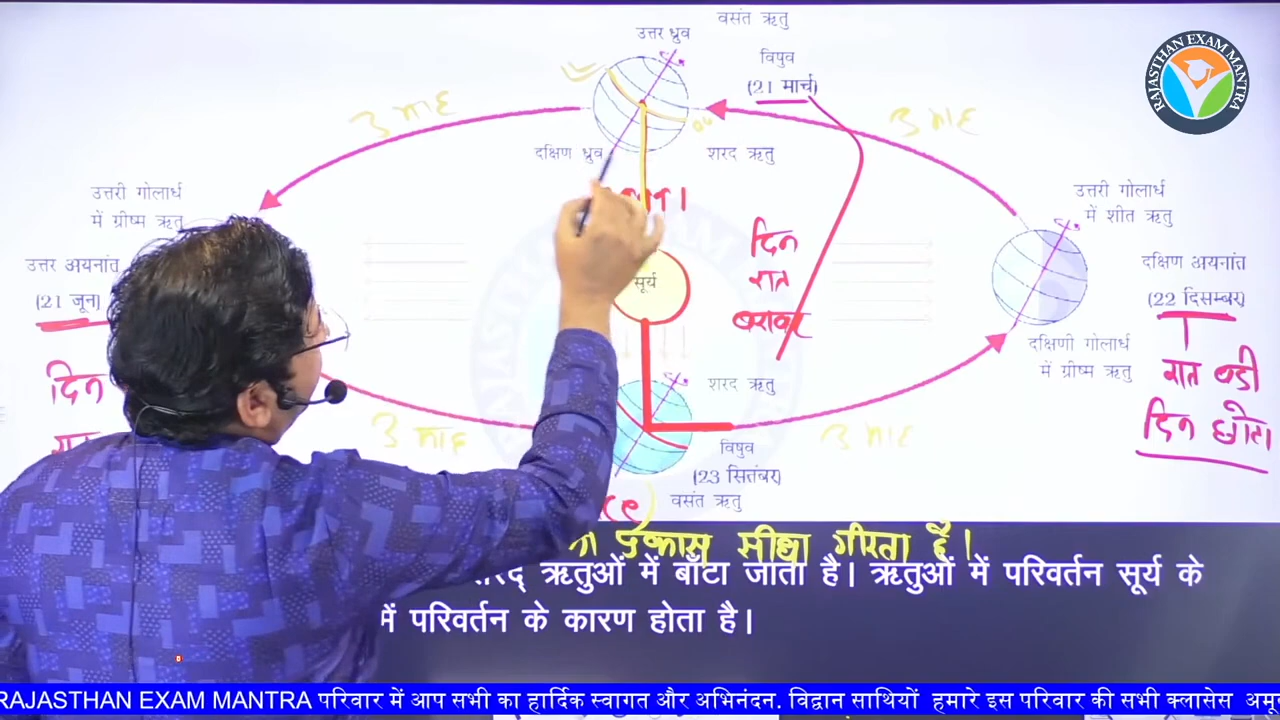 वसंत ऋतु
उत्तर ध्रुव
विषुव
(21 मार्च)
RAJASTHAN EXAM MANTRA
3 माह
3 माह
दक्षिण ध्रुव
शरद ऋतु
उत्तरी गोलार्ध
में ग्रीष्म ऋतु
उत्तरी गोलार्ध
में शीत ऋतु
दिन
रात
बराबर
उत्तर अयनांत
(21 जून)
सूर्य
दक्षिण अयनांत
(22 दिसम्बर)
दक्षिणी गोलार्ध
में ग्रीष्म ऋतु
रात बडी
दिन छोटा
दिन
शरद ऋतु
3 माह
3 माह
विषुव
(23 सितंबर)
वसंत ऋतु
प्रकास सीधा गीरता है।
ऋतुओं में बाँटा जाता है। ऋतुओं में परिवर्तन सूर्य के
में परिवर्तन के कारण होता है।
RAJASTHAN EXAM MANTRA परिवार में आप सभी का हार्दिक स्वागत और अभिनंदन. विद्वान साथियों हमारे इस परिवार की सभी क्लासेस